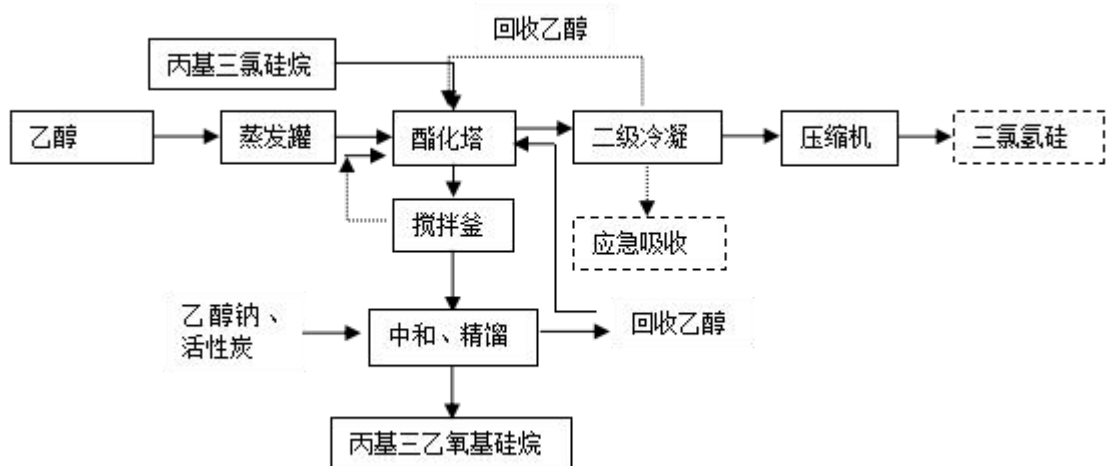 回收乙醇
丙基三氯硅烷
乙醇
蒸发罐
酯化塔
二级冷凝
压缩机
三氯氢硅
搅拌釜
应急吸收
乙醇钠、
活性炭
中和、精馏
回收乙醇
丙基三乙氧基硅烷